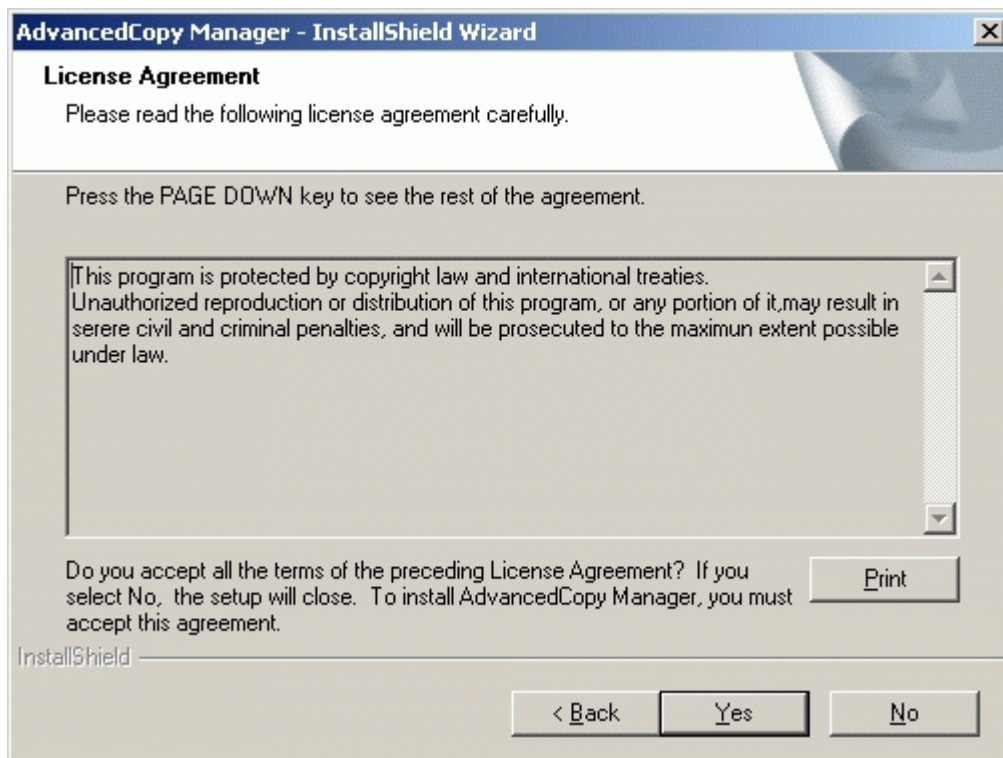 AdvancedCopy Manager - InstallShield Wizard
License Agreement
Please read the following license agreement carefully.
Press the PAGE DOWN key to see the rest of the agreement.
This program is protected by copyright law and international treaties.
Unauthorized reproduction or distribution of this program, or any portion of it,may result in
serere civil and criminal penalties, and will be prosecuted to the maximun extent possible
under law.
Do you accept all the terms of the preceding License Agreement?  If you
select No,  the setup will close.  To install AdvancedCopy Manager, you must
accept this agreement.
Print
InstallShield
< Back
Yes
No